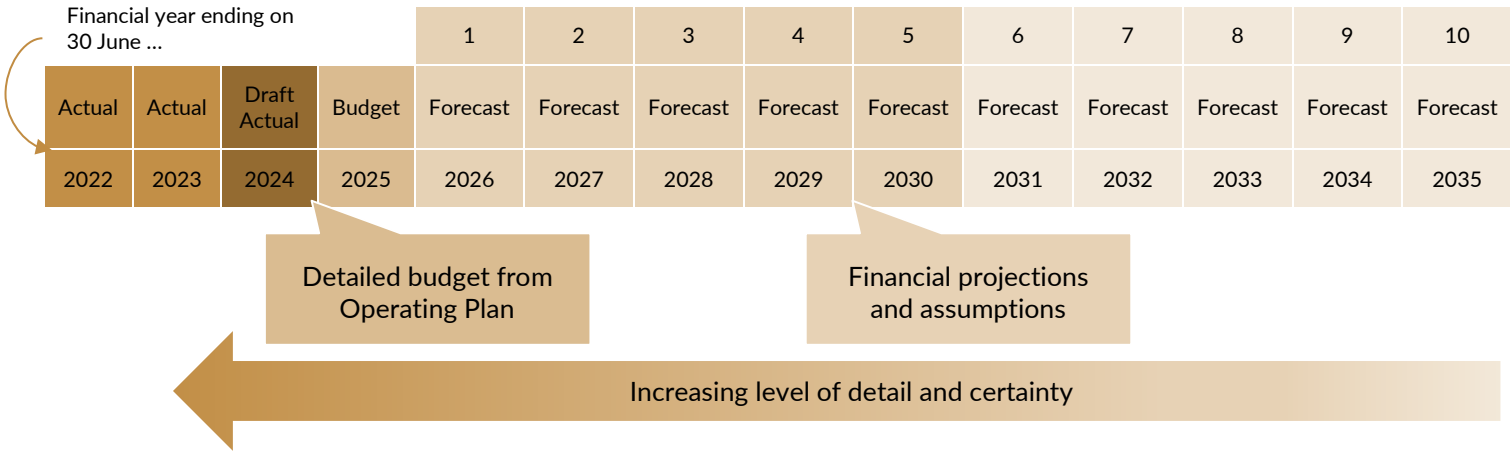 Financial year ending on
30 June ...
1 2 3 4 5 6 7 8 9 10
Actual Actual Draft Actual Budget Forecast Forecast Forecast Forecast Forecast Forecast Forecast Forecast Forecast Forecast
2022 2023 2024 2025 2026 2027 2028 2029 2030 2031 2032 2033 2034 2035
Detailed budget from
Operating Plan
Financial projections
and assumptions
Increasing level of detail and certainty